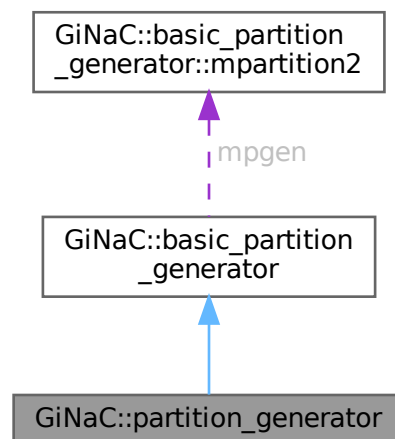 GiNaC::basic_partition
_generator::mpartition2
mpgen
GiNaC::basic_partition
_generator
GiNaC::partition_generator